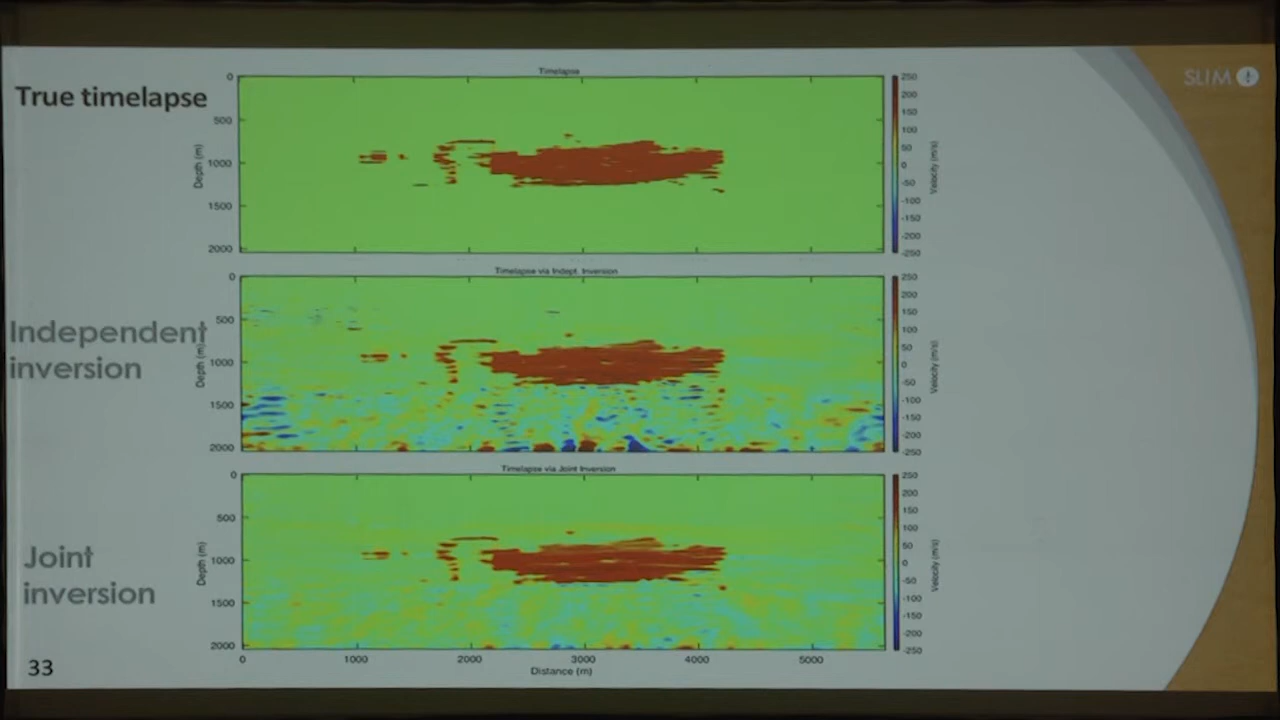 SLIM
True timelapse
Timelapse
0
500
1000
1500
2000
Depth (m)
250
200
150
100
50
0
-50
-100
-150
-200
-250
Velocity (m/s)
Independent
inversion
Timelapse via Indept. Inversion
0
500
1000
1500
2000
Depth (m)
250
200
150
100
50
0
-50
-100
-150
-200
-250
Velocity (m/s)
Joint
inversion
Timelapse via Joint Inversion
0
500
1000
1500
2000
Depth (m)
250
200
150
100
50
0
-50
-100
-150
-200
-250
Velocity (m/s)
0 1000 2000 3000 4000 5000
Distance (m)
33